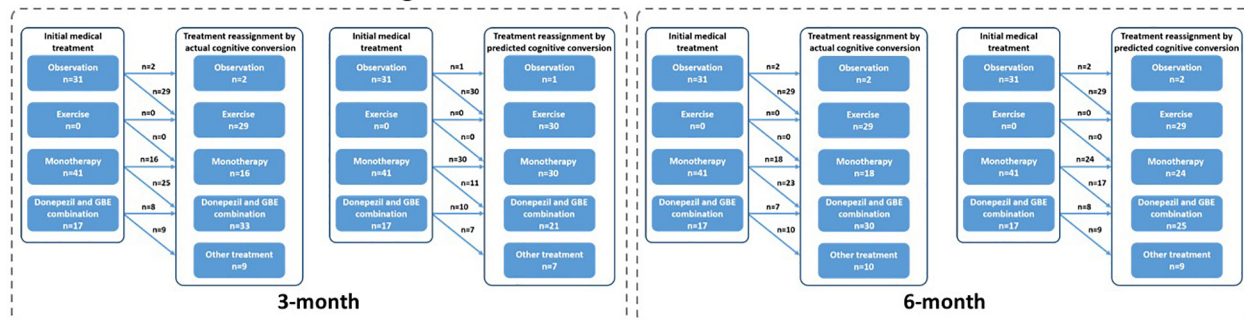 Initial medical
treatment
Observation
n=31
Exercise
n=0
Monotherapy
n=41
Donepezil and GBE
combination
n=17
n=2
n=29
n=0
n=0
n=16
n=25
n=8
n=9
Treatment reassignment by
actual cognitive conversion
Observation
n=2
Exercise
n=29
Monotherapy
n=16
Donepezil and GBE
combination
n=33
Other treatment
n=9
Initial medical
treatment
Observation
n=31
Exercise
n=0
Monotherapy
n=41
Donepezil and GBE
combination
n=17
n=1
n=30
n=0
n=0
n=30
n=11
n=10
n=7
Treatment reassignment by
predicted cognitive conversion
Observation
n=1
Exercise
n=30
Monotherapy
n=30
Donepezil and GBE
combination
n=21
Other treatment
n=7
3-month
Initial medical
treatment
Observation
n=31
Exercise
n=0
Monotherapy
n=41
Donepezil and GBE
combination
n=17
n=2
n=29
n=0
n=0
n=18
n=23
n=7
n=10
Treatment reassignment by
actual cognitive conversion
Observation
n=2
Exercise
n=29
Monotherapy
n=18
Donepezil and GBE
combination
n=30
Other treatment
n=10
Initial medical
treatment
Observation
n=31
Exercise
n=0
Monotherapy
n=41
Donepezil and GBE
combination
n=17
n=2
n=29
n=0
n=0
n=24
n=17
n=8
n=9
Treatment reassignment by
predicted cognitive conversion
Observation
n=2
Exercise
n=29
Monotherapy
n=24
Donepezil and GBE
combination
n=25
Other treatment
n=9
6-month